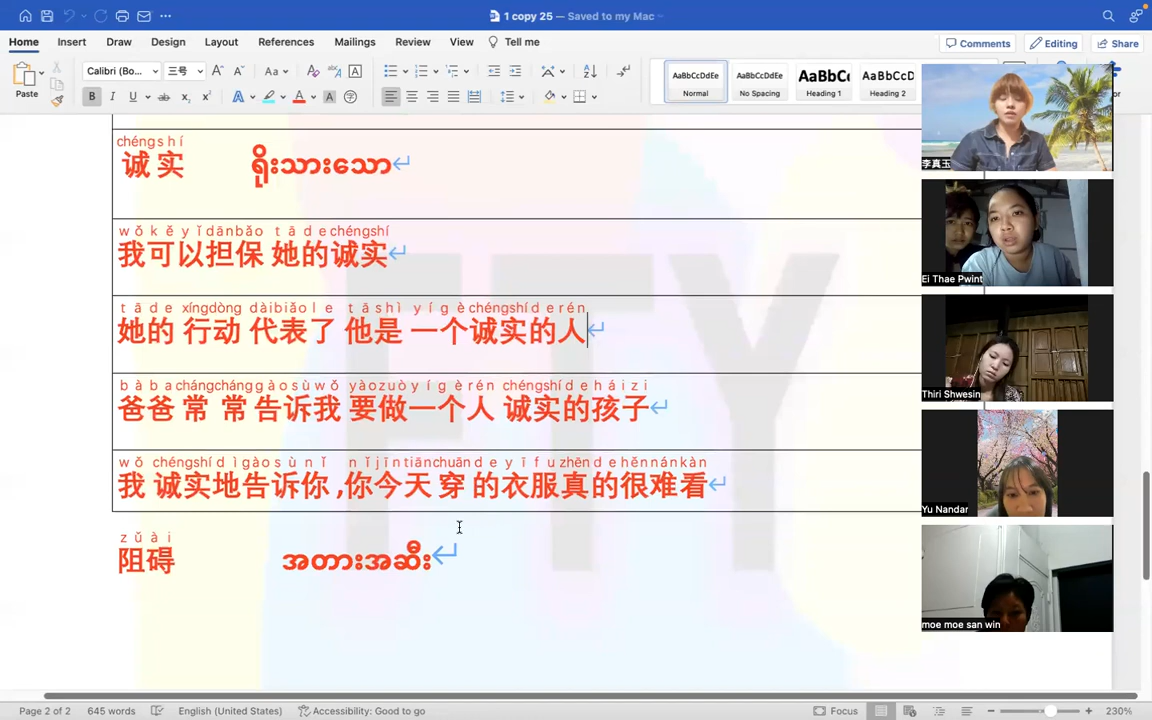 1 copy 25 — Saved to my Mac
Home Insert Draw Design Layout References Mailings Review View Tell me Comments Editing Share
Paste Calibri (Bo... 三号 AaBbCcDdEe Normal AaBbCcDdEe No Spacing AaBbCc Heading 1 AaBbCcD Heading 2
chéngshí
诚实 ရိုးသားသော
wǒ kě yǐ dānbǎo tā de chéngshí
我可以担保 她的诚实
tā de xíngdòng dàibiǎo le tā shì yí gè chéngshí de rén
她的 行动 代表了 他是 一个诚实的人
bà ba chángcháng gào sù wǒ yào zuò yí gè rén chéngshí de hái zi
爸爸 常 常 告诉我 要做一个人 诚实的孩子
wǒ chéngshí dì gào sù nǐ nǐ jīntiān chuān de yī fu zhēn de hěn nán kàn
我 诚实地告诉你 ,你今天 穿 的衣服真的很难看
zǔ ài
阻碍 အတားအဆီး
FTY
李真玉
Ei Thae Pwint
Thiri Shwesin
Yu Nandar
moe moe san win
Page 2 of 2 645 words English (United States) Accessibility: Good to go Focus 230%